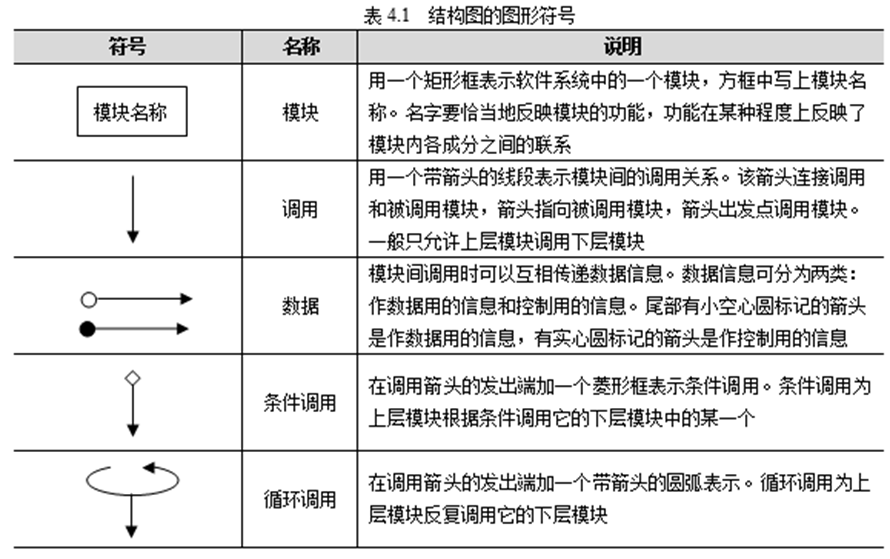 表 4.1 结构图的图形符号
符号 名称 说明
模块名称
模块
用一个矩形框表示软件系统中的一个模块，方框中写上模块名
称。名字要恰当地反映模块的功能，功能在某种程度上反映了
模块内各成分之间的联系
调用
用一个带箭头的线段表示模块间的调用关系。该箭头连接调用
和被调用模块，箭头指向被调用模块，箭头出发点调用模块。
一般只允许上层模块调用下层模块
数据
模块间调用时可以互相传递数据信息。数据信息可分为两类：
作数据用的信息和控制用的信息。尾部有小空心圆标记的箭头
是作数据用的信息，有实心圆标记的箭头是作控制用的信息
条件调用
在调用箭头的发出端加一个菱形框表示条件调用。条件调用为
上层模块根据条件调用它的下层模块中的某一个
循环调用
在调用箭头的发出端加一个带箭头的圆弧表示。循环调用为上
层模块反复调用它的下层模块